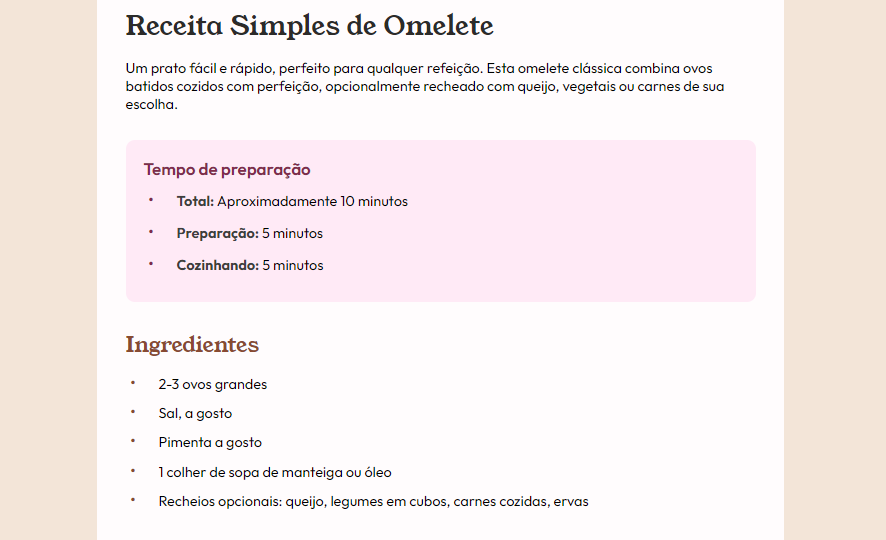 Receita Simples de Omelete
Um prato fácil e rápido, perfeito para qualquer refeição. Esta omelete clássica combina ovos
batidos cozidos com perfeição, opcionalmente recheado com queijo, vegetais ou carnes de sua
escolha.
Tempo de preparação
• Total: Aproximadamente 10 minutos
• Preparação: 5 minutos
• Cozinhando: 5 minutos
Ingredientes
• 2-3 ovos grandes
• Sal, a gosto
• Pimenta a gosto
• 1 colher de sopa de manteiga ou óleo
• Recheios opcionais: queijo, legumes em cubos, carnes cozidas, ervas